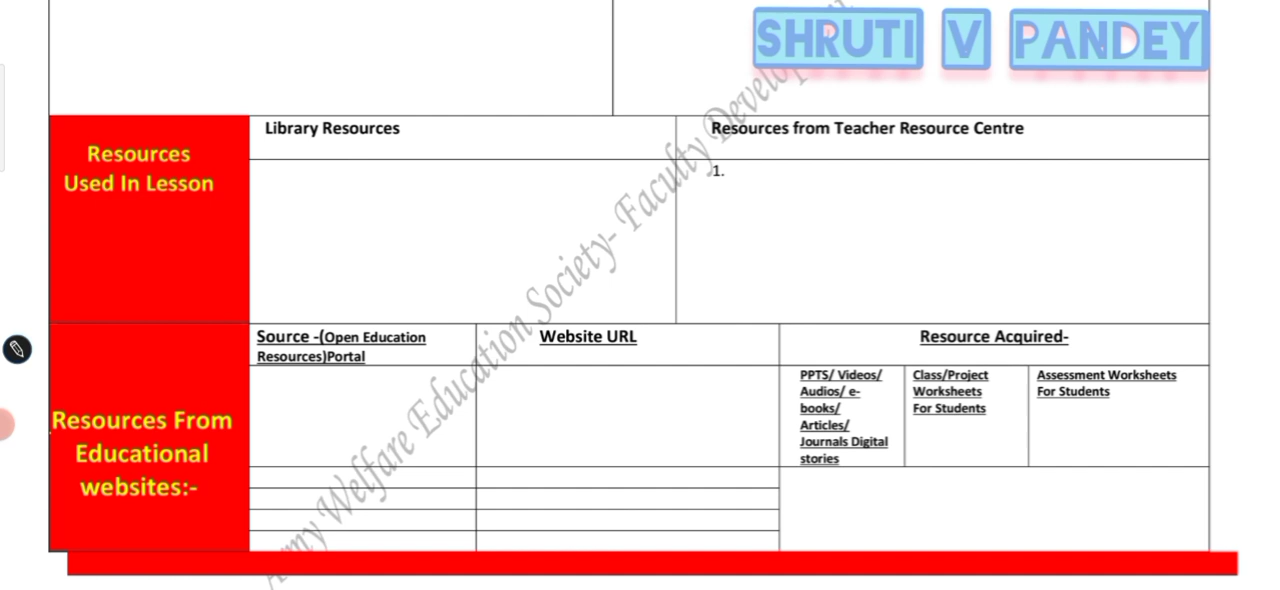 SHRUTI V PANDEY
Resources
Used In Lesson
Library Resources
Resources from Teacher Resource Centre
1.
Resources From
Educational
websites:-
Source -(Open Education
Resources)Portal
Website URL
Resource Acquired-
PPTS/ Videos/
Audios/ e-
books/
Articles/
Journals Digital
stories
Class/Project
Worksheets
For Students
Assessment Worksheets
For Students
Army Welfare Education Society- Faculty Develop